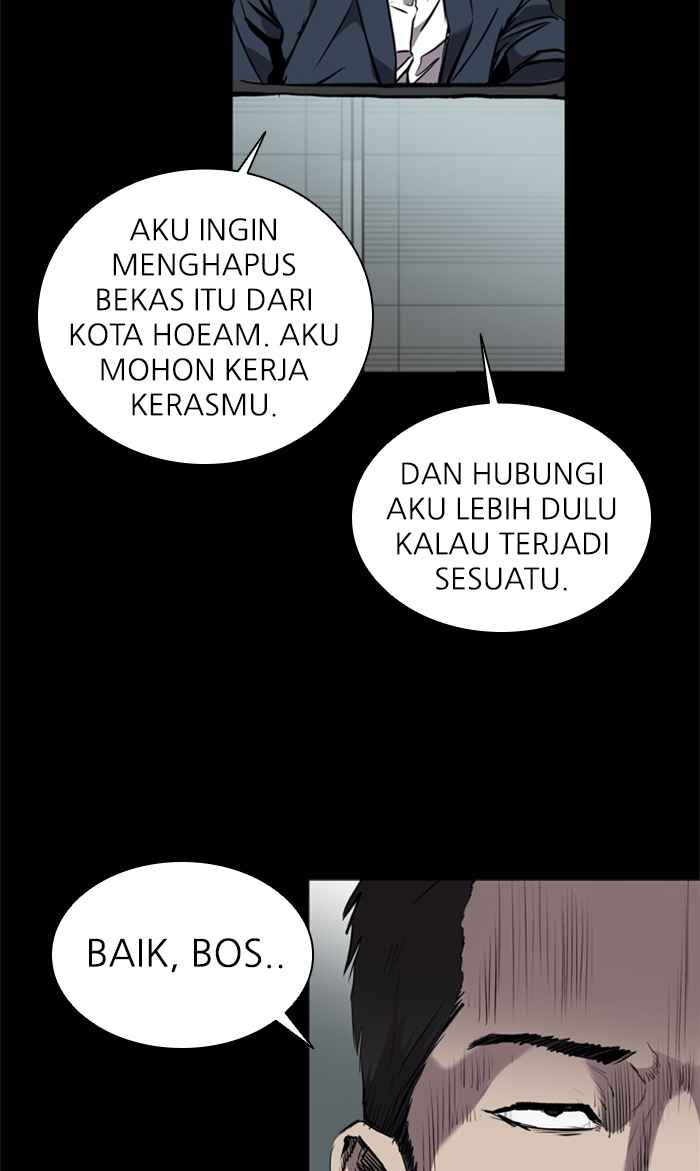 AKU INGIN
MENGHAPUS
BEKAS ITU DARI
KOTA HOEAM. AKU
MOHON KERJA
KERASMU.
DAN HUBUNGI
AKU LEBIH DULU
KALAU TERJADI
SESUATU.
BAIK, BOS..